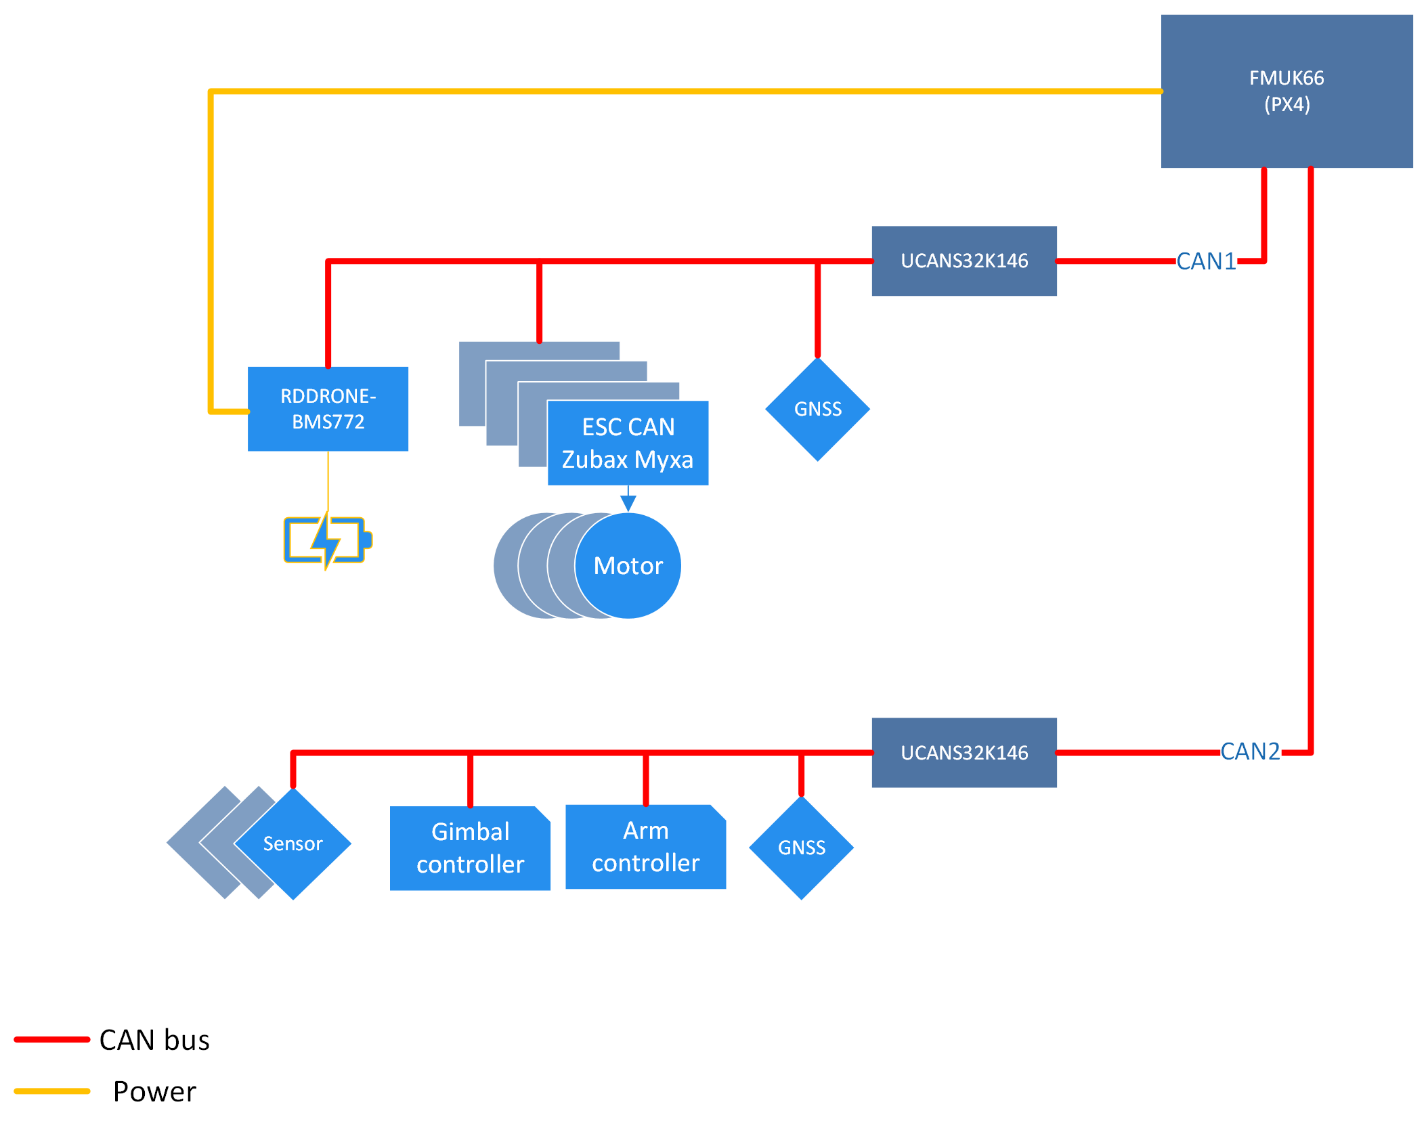 FMUK66
(PX4)
UCANS32K146
CAN1
RDDRONE-
BMS772
ESC CAN
Zubax Myxa
GNSS
Motor
UCANS32K146
CAN2
Sensor
Gimbal
controller
Arm
controller
GNSS
CAN bus
Power